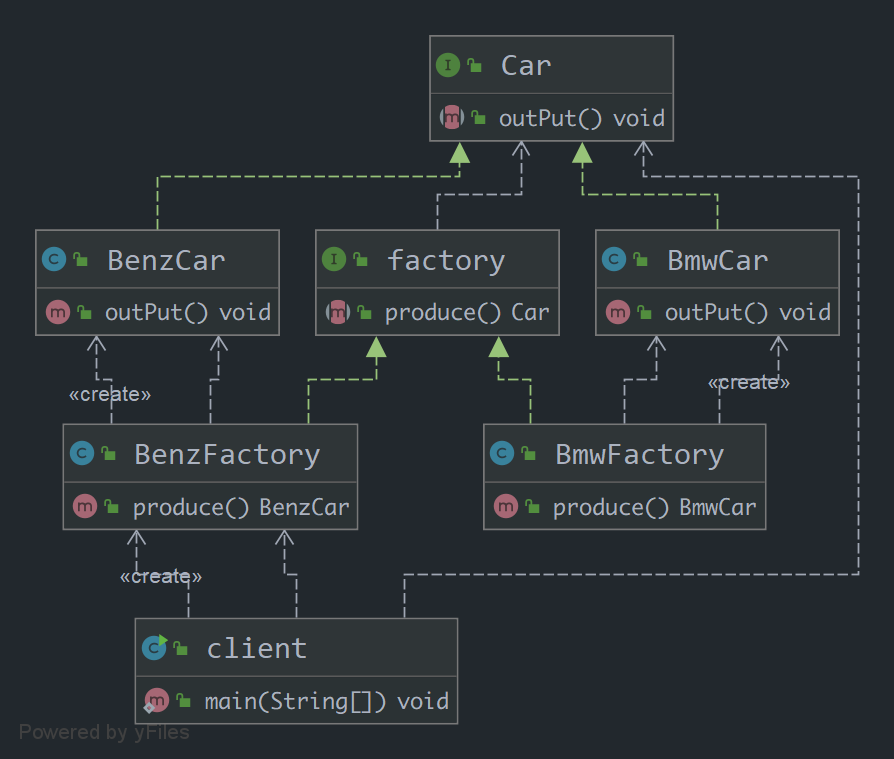 Car
outPut() void
BenzCar
outPut() void
factory
produce() Car
BmwCar
outPut() void
«create»
«create»
BenzFactory
produce() BenzCar
BmwFactory
produce() BmwCar
«create»
client
main(String[]) void
Powered by yFiles